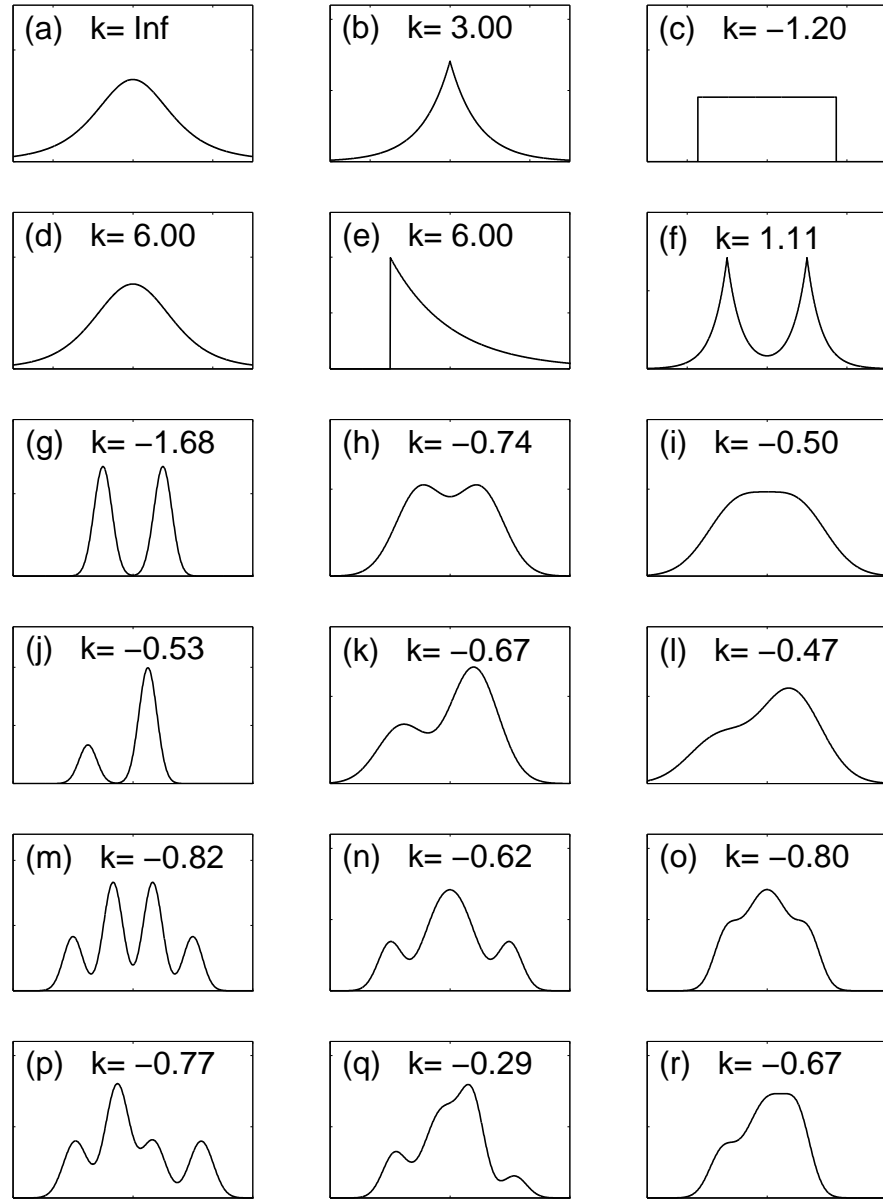 (a) k= Inf
(b) k= 3.00
(c) k= −1.20
(d) k= 6.00
(e) k= 6.00
(f) k= 1.11
(g) k= −1.68
(h) k= −0.74
(i) k= −0.50
(j) k= −0.53
(k) k= −0.67
(l) k= −0.47
(m) k= −0.82
(n) k= −0.62
(o) k= −0.80
(p) k= −0.77
(q) k= −0.29
(r) k= −0.67